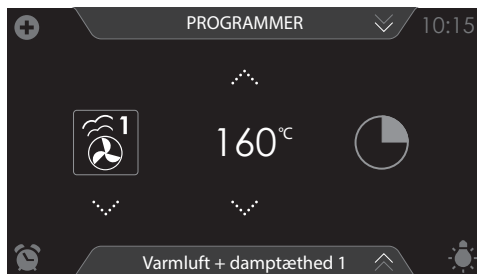 PROGRAMMER
10:15
1
160°C
Varmluft + damptæthed 1